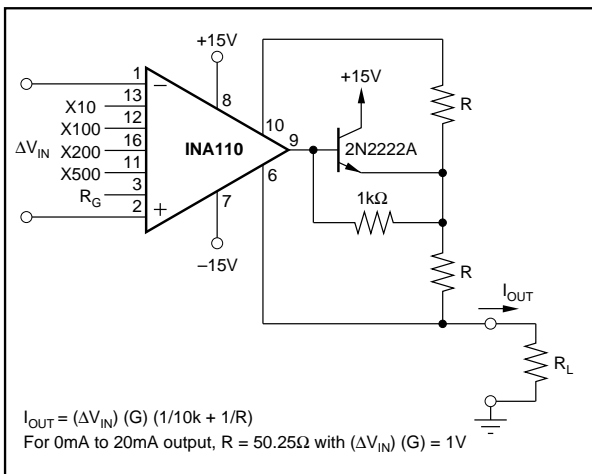 +15V
+15V
1
–
13
X10
8
12
X100
10
R
16
9
ΔV_IN
X200
INA110
2N2222A
11
X500
6
3
R_G
1kΩ
2
+
7
R
–15V
I_OUT
R_L
I_OUT = (ΔV_IN) (G) (1/10k + 1/R)
For 0mA to 20mA output, R = 50.25Ω with (ΔV_IN) (G) = 1V